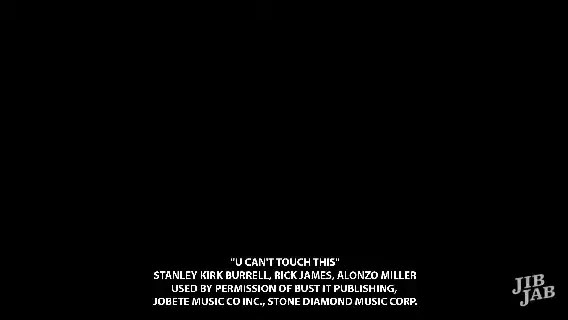 "U CAN'T TOUCH THIS"
STANLEY KIRK BURRELL, RICK JAMES, ALONZO MILLER
USED BY PERMISSION OF BUST IT PUBLISHING,
JOBETE MUSIC CO INC., STONE DIAMOND MUSIC CORP.
JIB
JAB